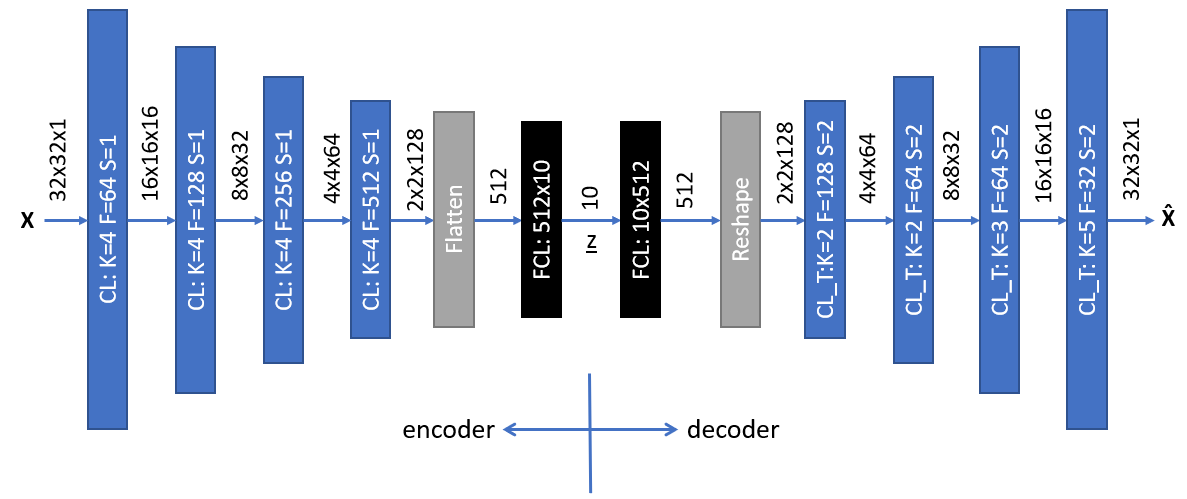 X
32x32x1
CL: K=4 F=64 S=1
16x16x16
CL: K=4 F=128 S=1
8x8x32
CL: K=4 F=256 S=1
4x4x64
CL: K=4 F=512 S=1
2x2x128
Flatten
512
FCL: 512x10
10
z
FCL: 10x512
512
Reshape
2x2x128
CL_T:K=2 F=128 S=2
4x4x64
CL_T: K=2 F=64 S=2
8x8x32
CL_T: K=3 F=64 S=2
16x16x16
CL_T: K=5 F=32 S=2
32x32x1
X̂
encoder
decoder